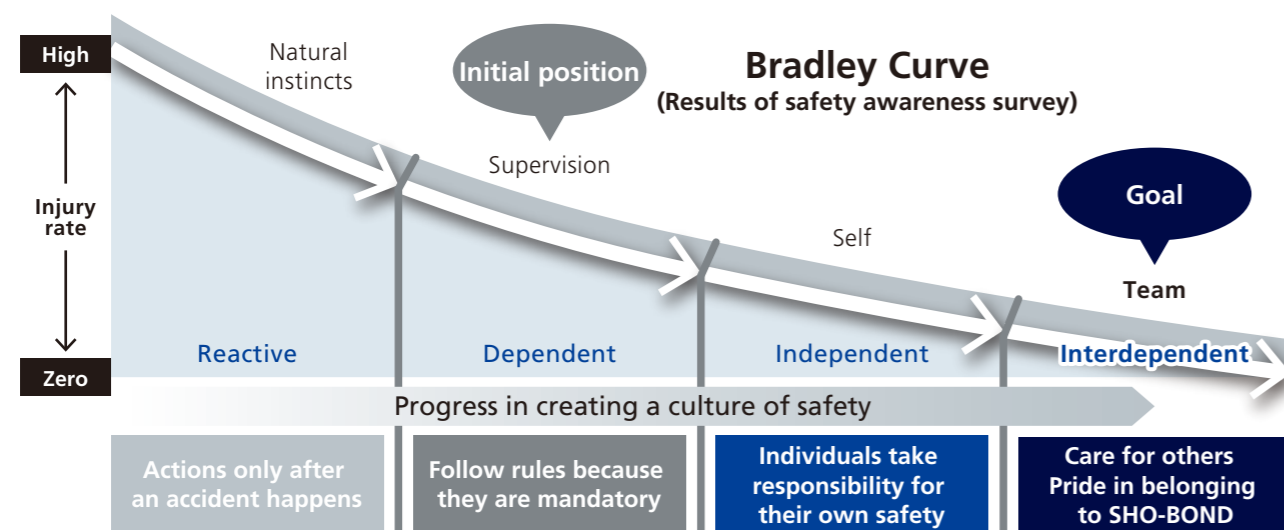 Bradley Curve
(Results of safety awareness survey)
High
Injury
rate
Zero
Natural
instincts
Initial position
Supervision
Self
Goal
Team
Reactive
Dependent
Independent
Interdependent
Progress in creating a culture of safety
Actions only after
an accident happens
Follow rules because
they are mandatory
Individuals take
responsibility for
their own safety
Care for others
Pride in belonging
to SHO-BOND